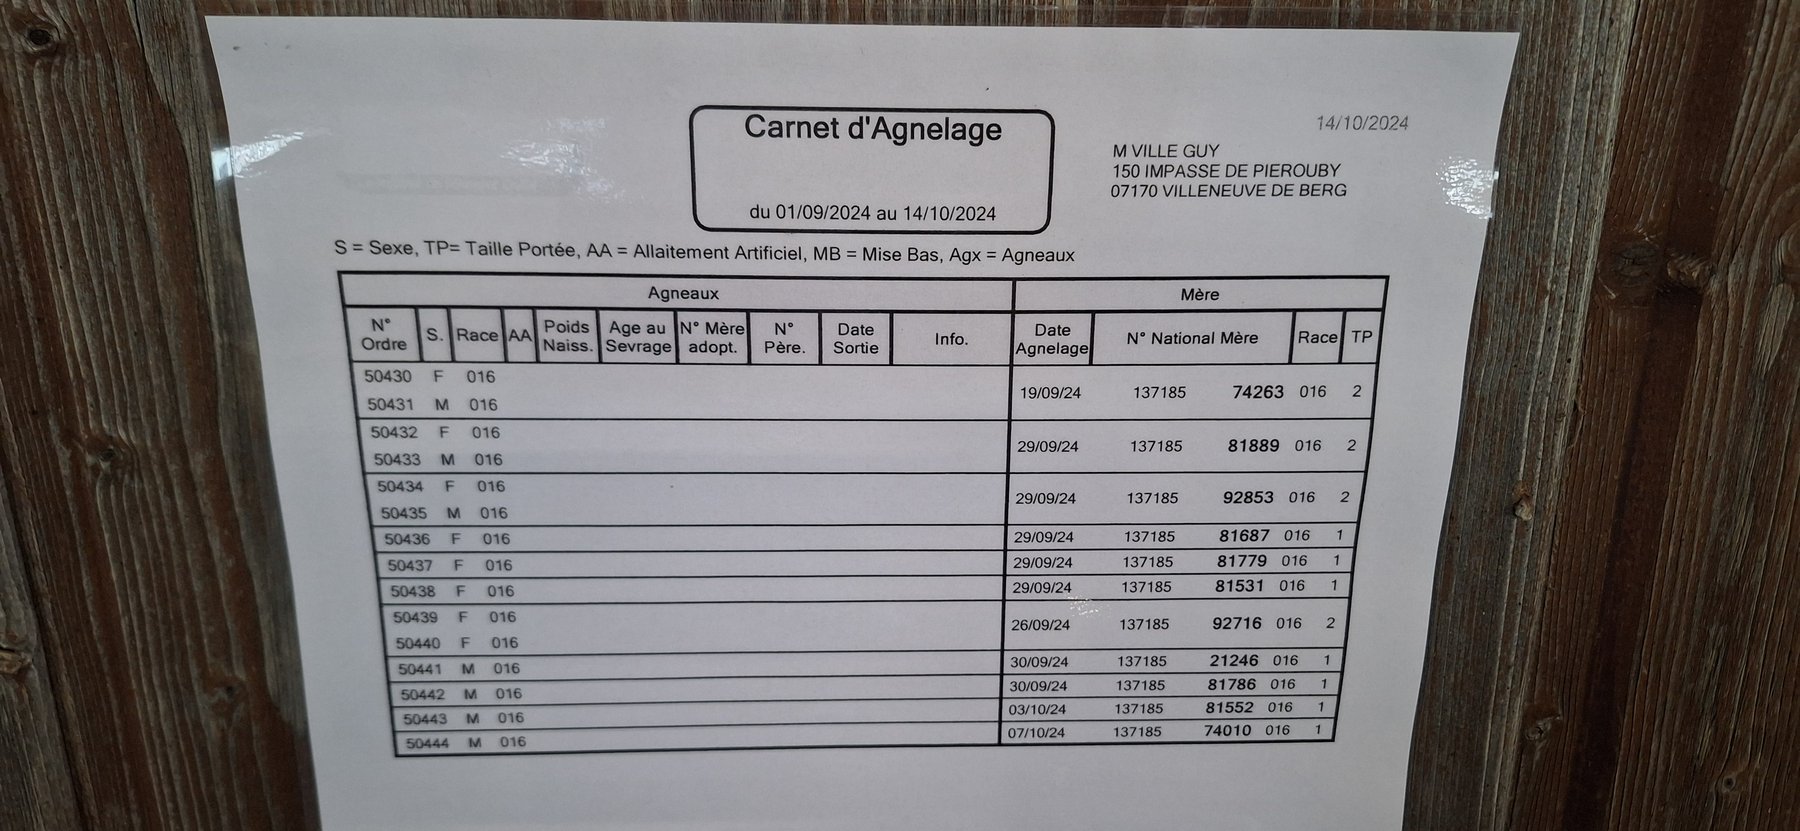 Carnet d'Agnelage
du 01/09/2024 au 14/10/2024
14/10/2024
M VILLE GUY
150 IMPASSE DE PIEROUBY
07170 VILLENEUVE DE BERG
S = Sexe, TP= Taille Portée, AA = Allaitement Artificiel, MB = Mise Bas, Agx = Agneaux
Agneaux Mère
N° Ordre S. Race AA Poids Naiss. Age au Sevrage N° Mère adopt. N° Père. Date Sortie Info. Date Agnelage N° National Mère Race TP
50430 F 016
19/09/24 137185 74263 016 2
50431 M 016
50432 F 016
29/09/24 137185 81889 016 2
50433 M 016
50434 F 016
29/09/24 137185 92853 016 2
50435 M 016
50436 F 016 29/09/24 137185 81687 016 1
50437 F 016 29/09/24 137185 81779 016 1
50438 F 016 29/09/24 137185 81531 016 1
50439 F 016
26/09/24 137185 92716 016 2
50440 F 016
50441 M 016 30/09/24 137185 21246 016 1
50442 M 016 30/09/24 137185 81786 016 1
50443 M 016 03/10/24 137185 81552 016 1
50444 M 016 07/10/24 137185 74010 016 1